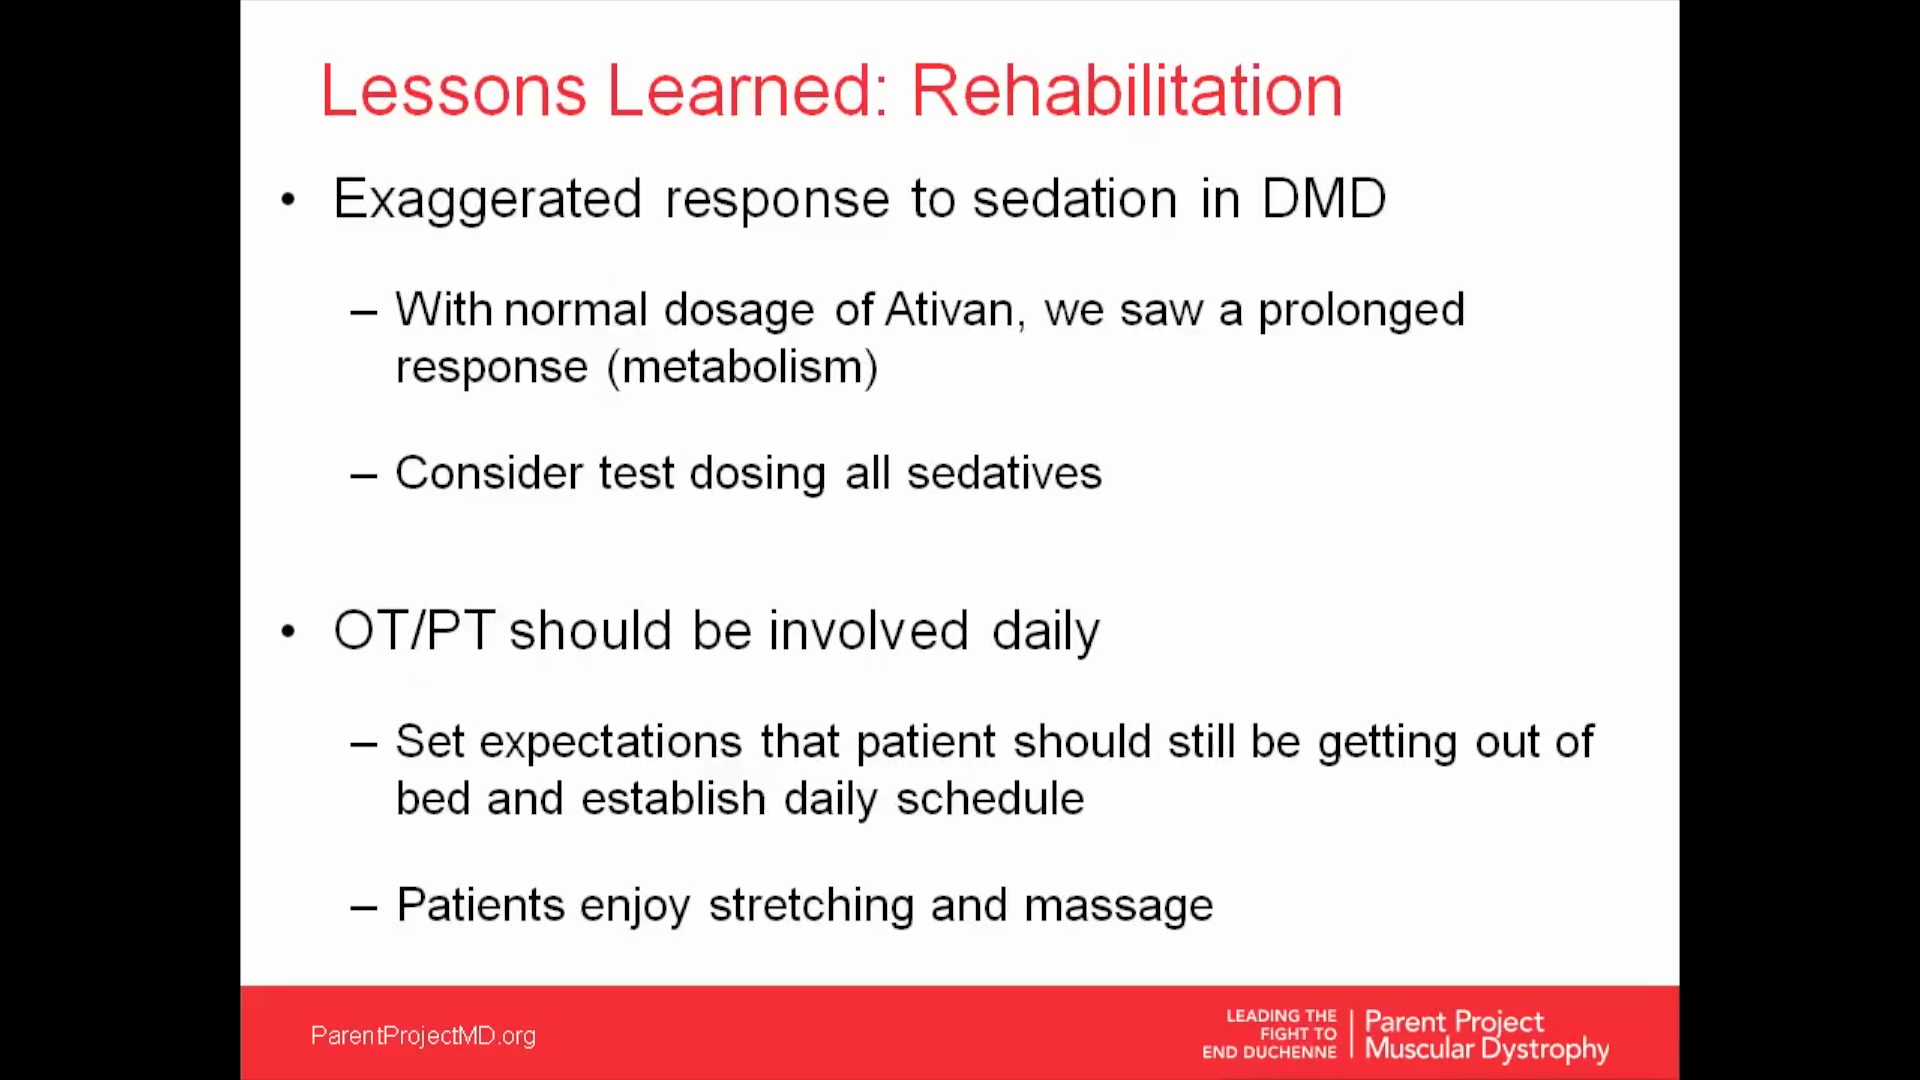 Lessons Learned: Rehabilitation
• Exaggerated response to sedation in DMD
– With normal dosage of Ativan, we saw a prolonged
response (metabolism)
– Consider test dosing all sedatives
• OT/PT should be involved daily
– Set expectations that patient should still be getting out of
bed and establish daily schedule
– Patients enjoy stretching and massage
ParentProjectMD.org
LEADING THE
FIGHT TO
END DUCHENNE
Parent Project
Muscular Dystrophy